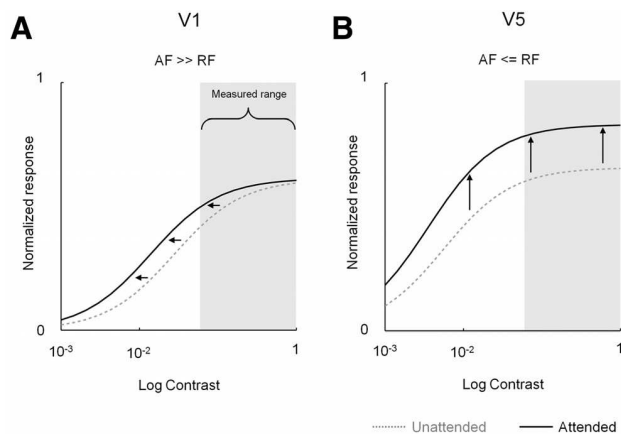 A
V1
AF >> RF
1
Measured range
Normalized response
0
10-3
10-2
1
Log Contrast
B
V5
AF <= RF
1
Normalized response
0
10-3
10-2
1
Log Contrast
Unattended
Attended